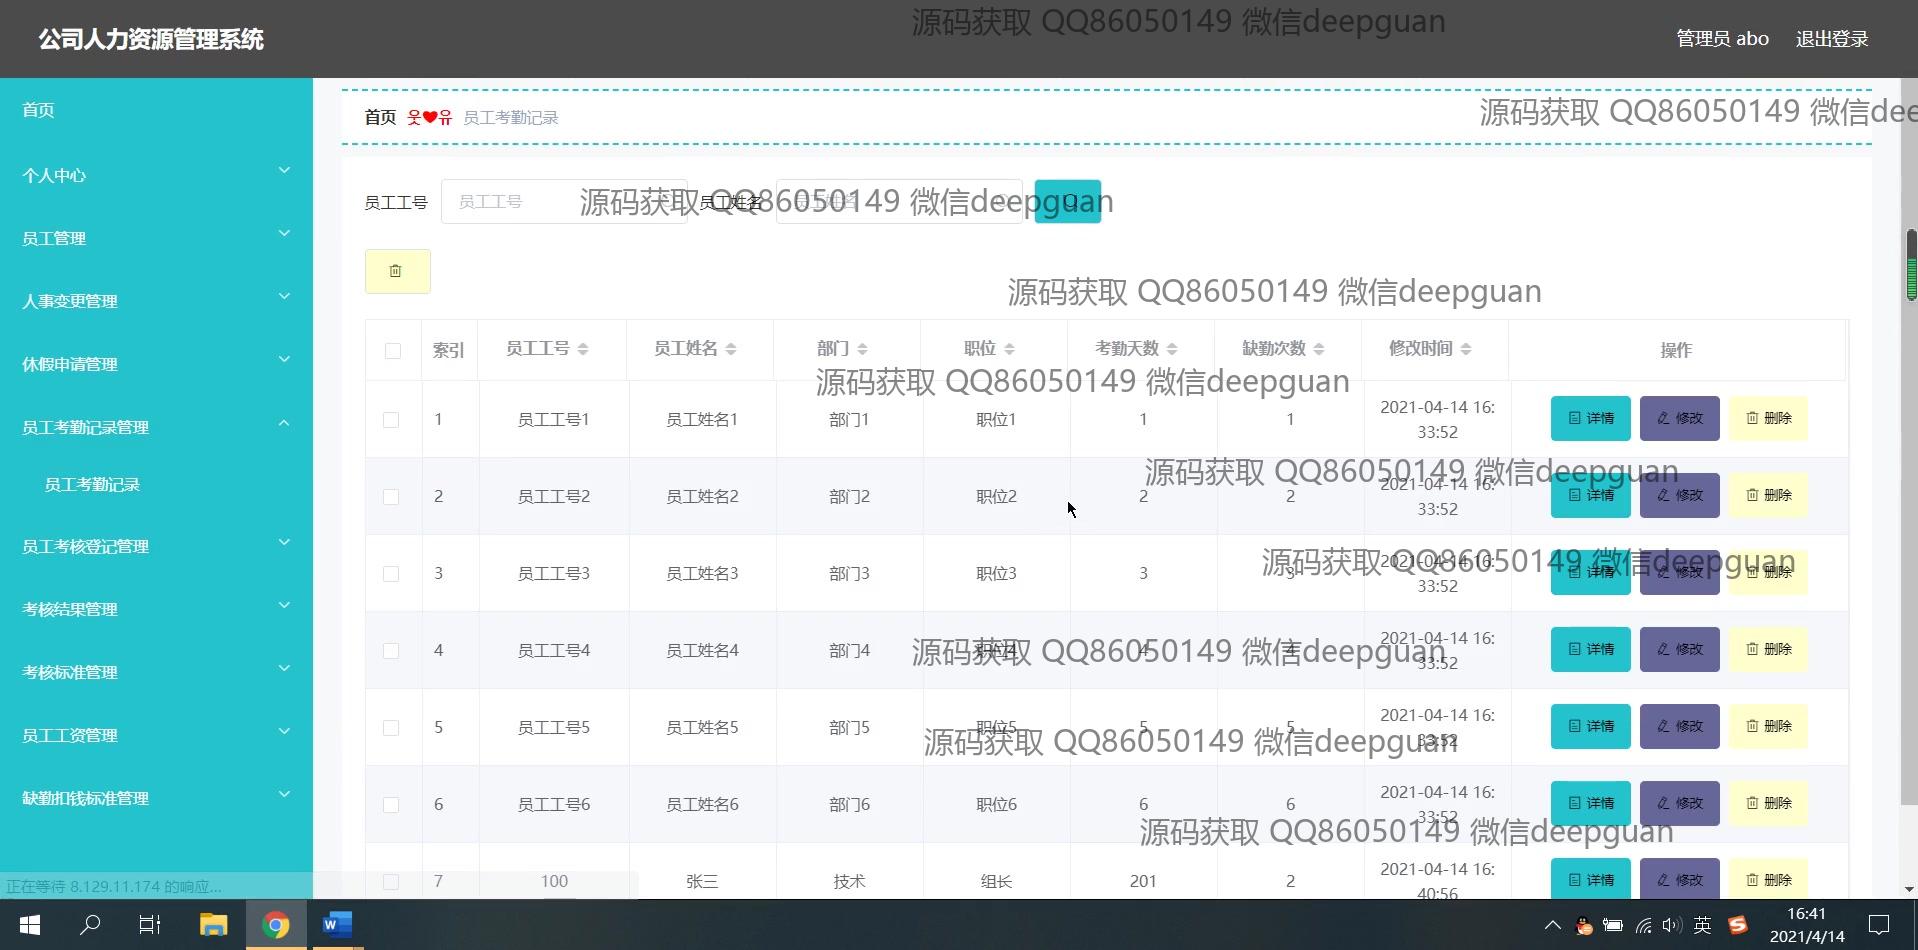 公司人力资源管理系统
源码获取 QQ86050149 微信deepguan
管理员 abo 退出登录
首页
个人中心
员工管理
人事变更管理
休假申请管理
员工考勤记录管理
员工考勤记录
员工考核登记管理
考核结果管理
考核标准管理
员工工资管理
缺勤扣钱标准管理
首页 웃❤유 员工考勤记录
源码获取 QQ86050149 微信dee
员工工号 员工工号 员工姓名
源码获取 QQ86050149 微信deepguan
源码获取 QQ86050149 微信deepguan
索引 员工工号 员工姓名 部门 职位 考勤天数 缺勤次数 修改时间 操作
源码获取 QQ86050149 微信deepguan
1 员工工号1 员工姓名1 部门1 职位1 1 1 2021-04-14 16:
33:52 详情 修改 删除
源码获取 QQ86050149 微信deepguan
2 员工工号2 员工姓名2 部门2 职位2 2 2 2021-04-14 16:
33:52 详情 修改 删除
源码获取 QQ86050149 微信deepguan
3 员工工号3 员工姓名3 部门3 职位3 3 3 2021-04-14 16:
33:52 详情 修改 删除
源码获取 QQ86050149 微信deepguan
4 员工工号4 员工姓名4 部门4 职位4 4 4 2021-04-14 16:
33:52 详情 修改 删除
源码获取 QQ86050149 微信deepguan
5 员工工号5 员工姓名5 部门5 职位5 5 5 2021-04-14 16:
33:52 详情 修改 删除
源码获取 QQ86050149 微信deepguan
6 员工工号6 员工姓名6 部门6 职位6 6 6 2021-04-14 16:
33:52 详情 修改 删除
7 100 张三 技术 组长 201 2 2021-04-14 16:
40:56 详情 修改 删除
正在等待 8.129.11.174 的响应...
英
16:41
2021/4/14